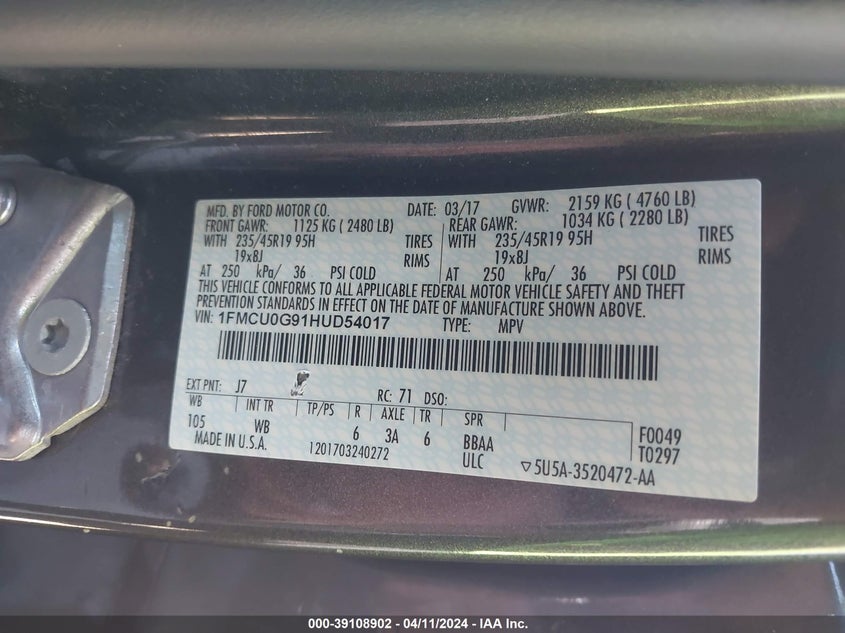 MFD. BY FORD MOTOR CO. DATE: 03/17 GVWR: 2159 KG ( 4760 LB)
FRONT GAWR: 1125 KG ( 2480 LB) REAR GAWR: 1034 KG ( 2280 LB)
WITH 235/45R19 95H TIRES WITH 235/45R19 95H TIRES
19x8J RIMS 19x8J RIMS
AT 250 kPa/ 36 PSI COLD AT 250 kPa/ 36 PSI COLD
THIS VEHICLE CONFORMS TO ALL APPLICABLE FEDERAL MOTOR VEHICLE SAFETY AND THEFT
PREVENTION STANDARDS IN EFFECT ON THE DATE OF MANUFACTURE SHOWN ABOVE.
VIN: 1FMCU0G91HUD54017 TYPE: MPV
EXT PNT: J7 RC: 71 DSO:
WB INT TR TP/PS R AXLE TR SPR
105 WB 6 3A 6 BBAA F0049
MADE IN U.S.A. 1201703240272 ULC T0297
▽5U5A-3520472-AA
000-39108902 - 04/11/2024 - IAA Inc.